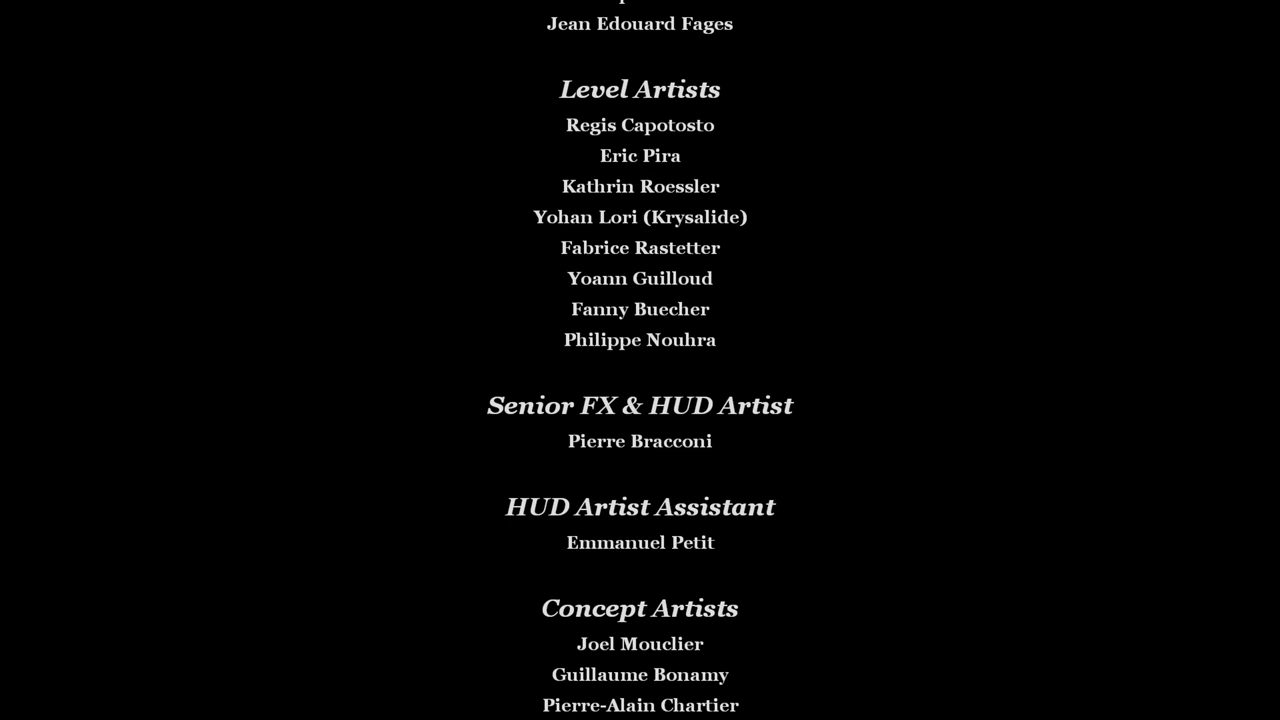 Jean Edouard Fages
Level Artists
Regis Capotosto
Eric Pira
Kathrin Roessler
Yohan Lori (Krysalide)
Fabrice Rastetter
Yoann Guilloud
Fanny Buecher
Philippe Nouhra
Senior FX & HUD Artist
Pierre Bracconi
HUD Artist Assistant
Emmanuel Petit
Concept Artists
Joel Mouclier
Guillaume Bonamy
Pierre-Alain Chartier